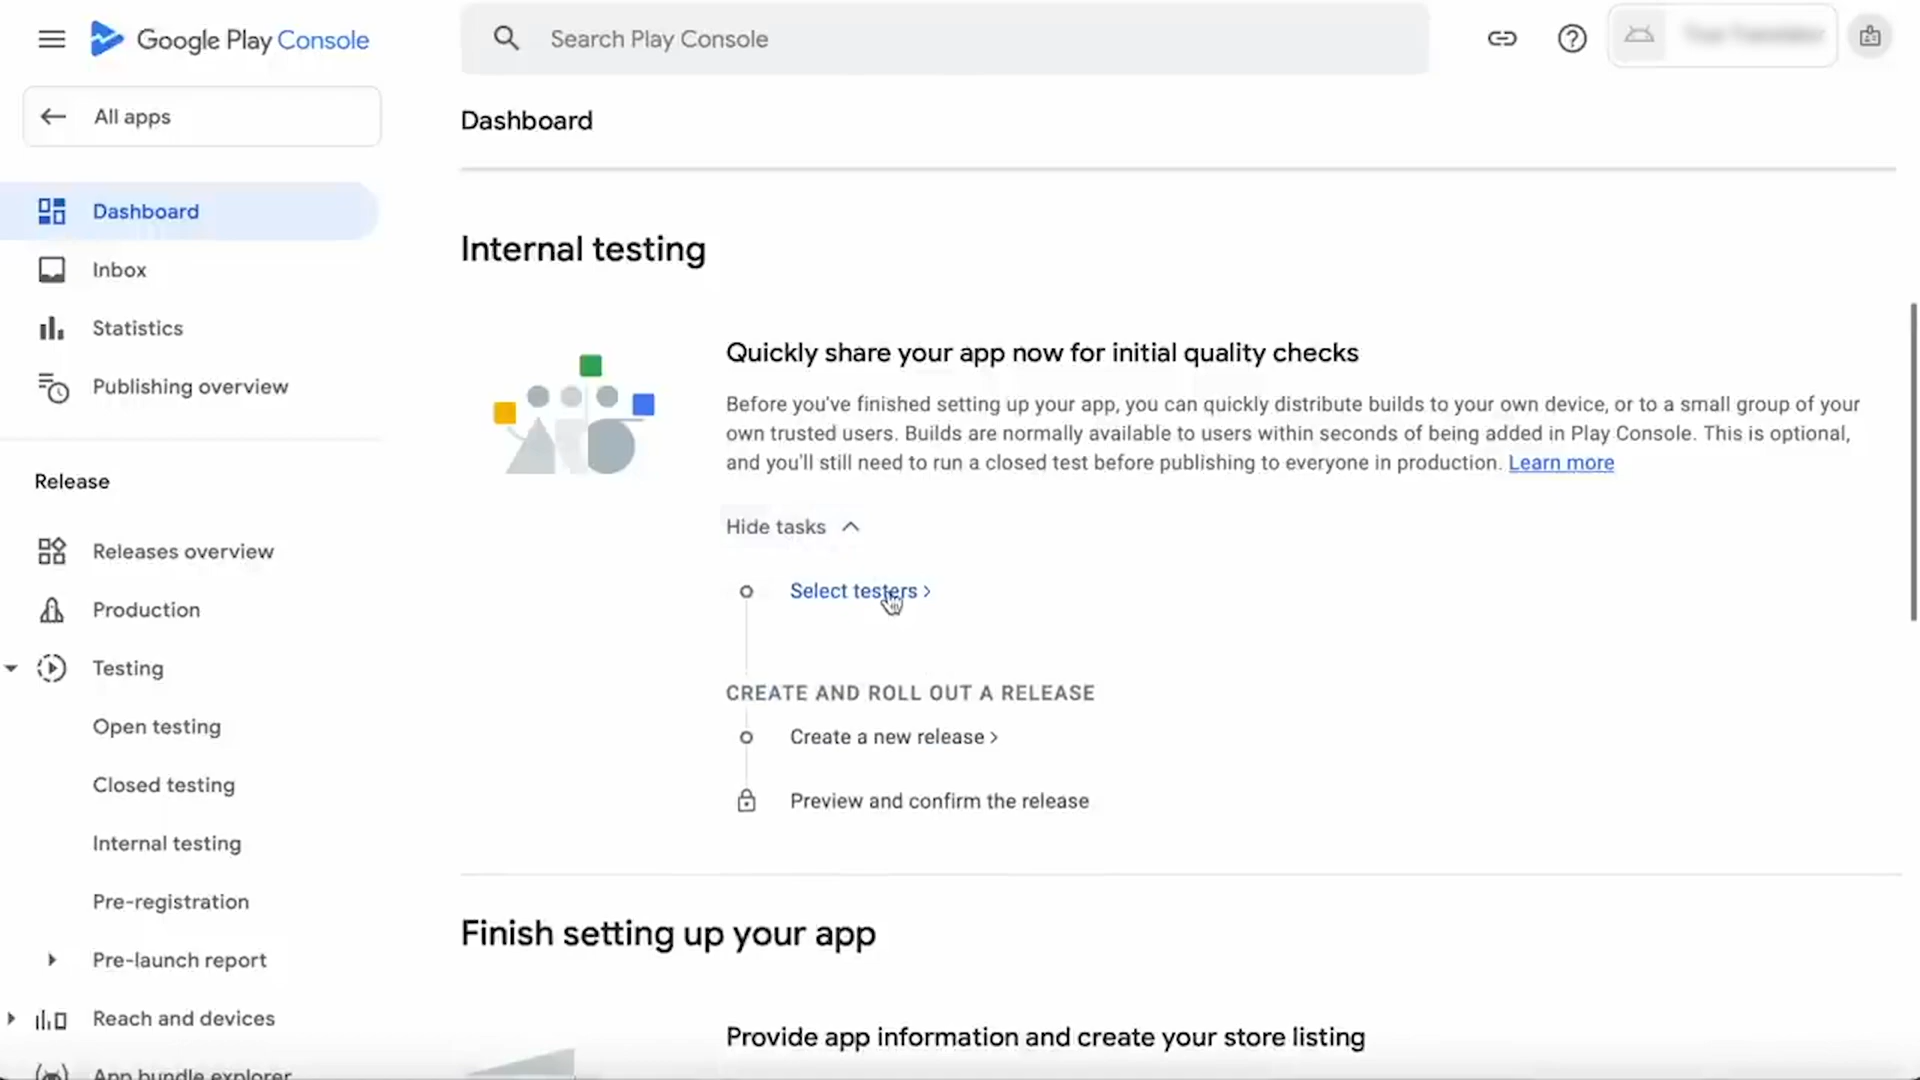 Google Play Console
Search Play Console
All apps
Dashboard
Dashboard
Inbox
Statistics
Publishing overview
Release
Releases overview
Production
Testing
Open testing
Closed testing
Internal testing
Pre-registration
Pre-launch report
Reach and devices
App bundle explorer
Internal testing
Quickly share your app now for initial quality checks
Before you've finished setting up your app, you can quickly distribute builds to your own device, or to a small group of your
own trusted users. Builds are normally available to users within seconds of being added in Play Console. This is optional,
and you'll still need to run a closed test before publishing to everyone in production. Learn more
Hide tasks
Select testers
CREATE AND ROLL OUT A RELEASE
Create a new release
Preview and confirm the release
Finish setting up your app
Provide app information and create your store listing